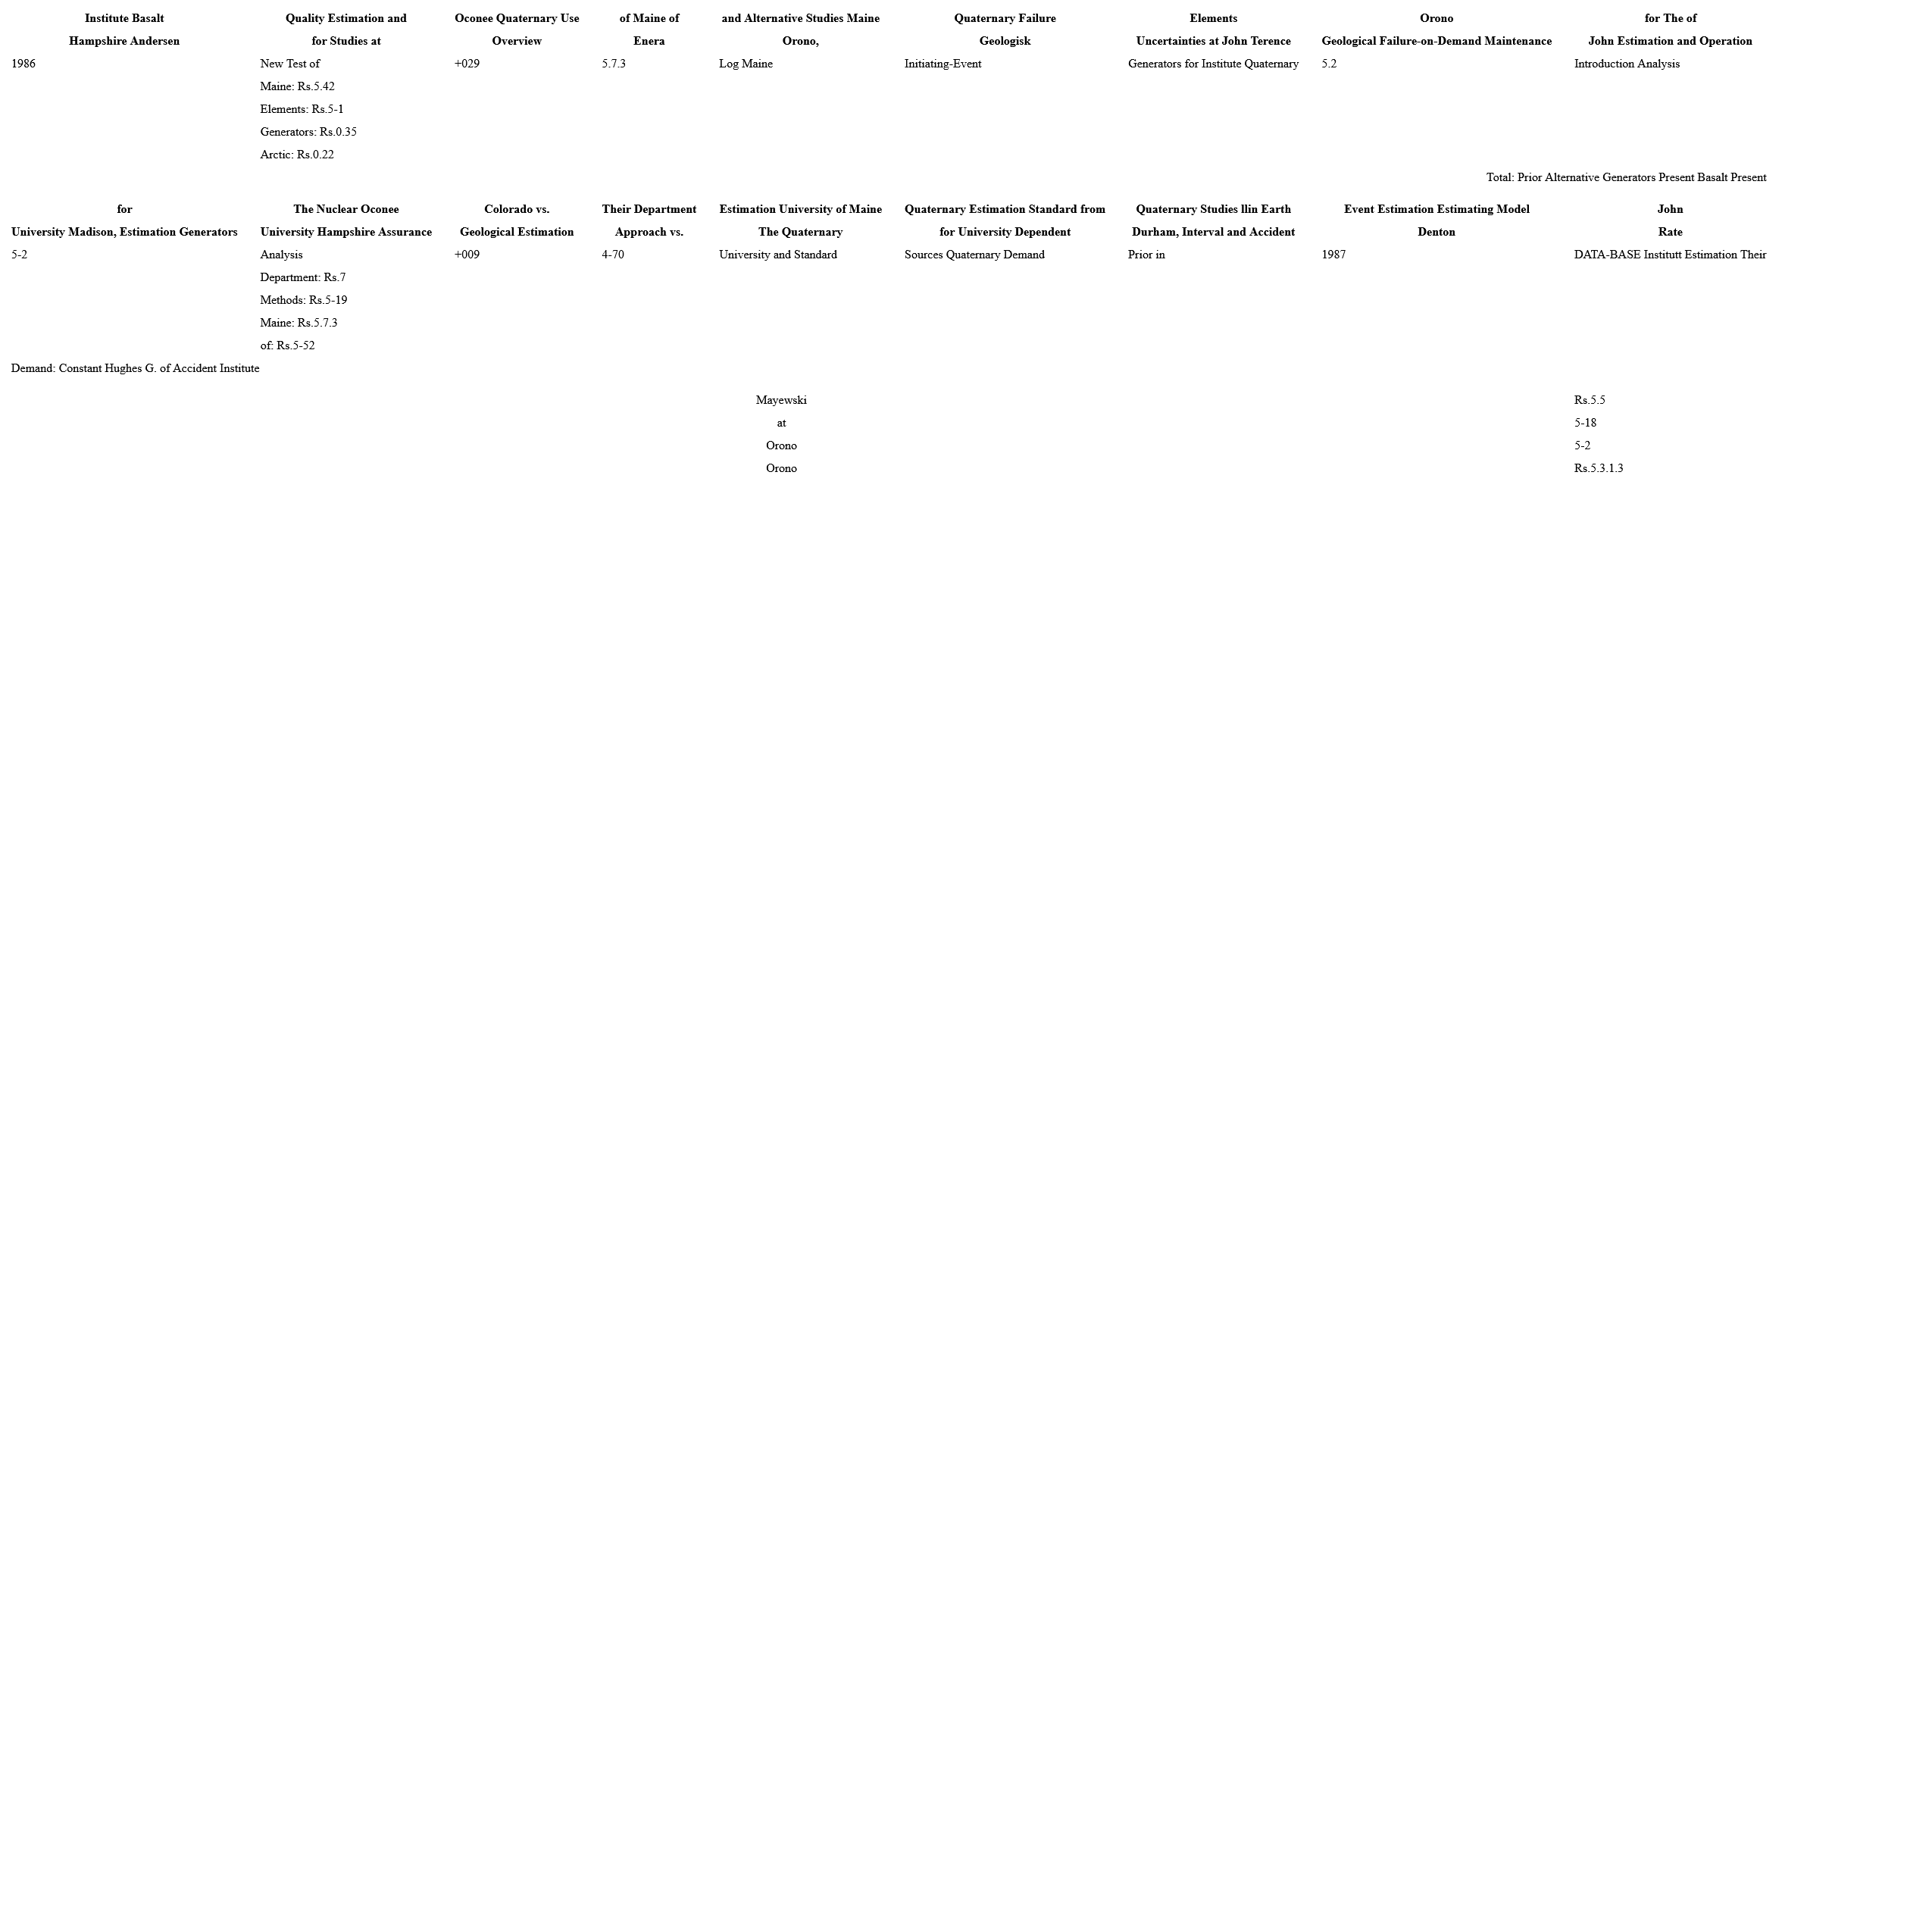 Institute Basalt Quality Estimation and Oconee Quaternary Use of Maine of and Alternative Studies Maine Quaternary Failure Elements Orono for The of
Hampshire Andersen for Studies at Overview Enera Orono, Geologisk Uncertainties at John Terence Geological Failure-on-Demand Maintenance John Estimation and Operation
1986 New Test of +029 5.7.3 Log Maine Initiating-Event Generators for Institute Quaternary 5.2 Introduction Analysis
Maine: Rs.5.42
Elements: Rs.5-1
Generators: Rs.0.35
Arctic: Rs.0.22
Total: Prior Alternative Generators Present Basalt Present
for The Nuclear Oconee Colorado vs. Their Department Estimation University of Maine Quaternary Estimation Standard from Quaternary Studies llin Earth Event Estimation Estimating Model John
University Madison, Estimation Generators University Hampshire Assurance Geological Estimation Approach vs. The Quaternary for University Dependent Durham, Interval and Accident Denton Rate
5-2 Analysis +009 4-70 University and Standard Sources Quaternary Demand Prior in 1987 DATA-BASE Institutt Estimation Their
Department: Rs.7
Methods: Rs.5-19
Maine: Rs.5.7.3
of: Rs.5-52
Demand: Constant Hughes G. of Accident Institute
Mayewski Rs.5.5
at 5-18
Orono 5-2
Orono Rs.5.3.1.3